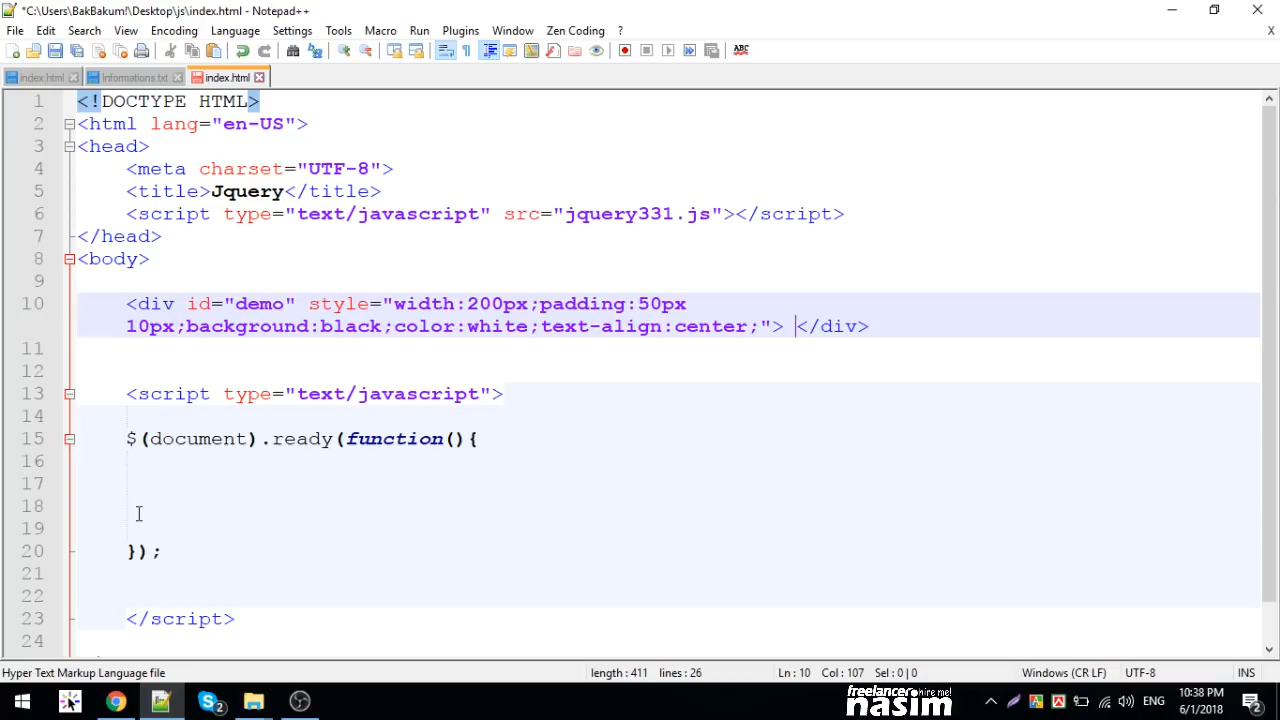 *C:\Users\BakBakum!\Desktop\js\index.html - Notepad++
File Edit Search View Encoding Language Settings Tools Macro Run Plugins Window Zen Coding ? X
ABC
index.html Informations.txt index.html
1 <!DOCTYPE HTML>
2 <html lang="en-US">
3 <head>
4 <meta charset="UTF-8">
5 <title>Jquery</title>
6 <script type="text/javascript" src="jquery331.js"></script>
7 </head>
8 <body>
9
10 <div id="demo" style="width:200px;padding:50px
10px;background:black;color:white;text-align:center;"> </div>
11
12
13 <script type="text/javascript">
14
15 $(document).ready(function(){
16
17
18
19
20 });
21
22
23 </script>
24
Hyper Text Markup Language file length : 411 lines : 26 Ln : 10 Col : 107 Sel : 0 | 0 Windows (CR LF) UTF-8 INS
2
freelancer hire me!
nasim
ENG
10:38 PM
6/1/2018
2